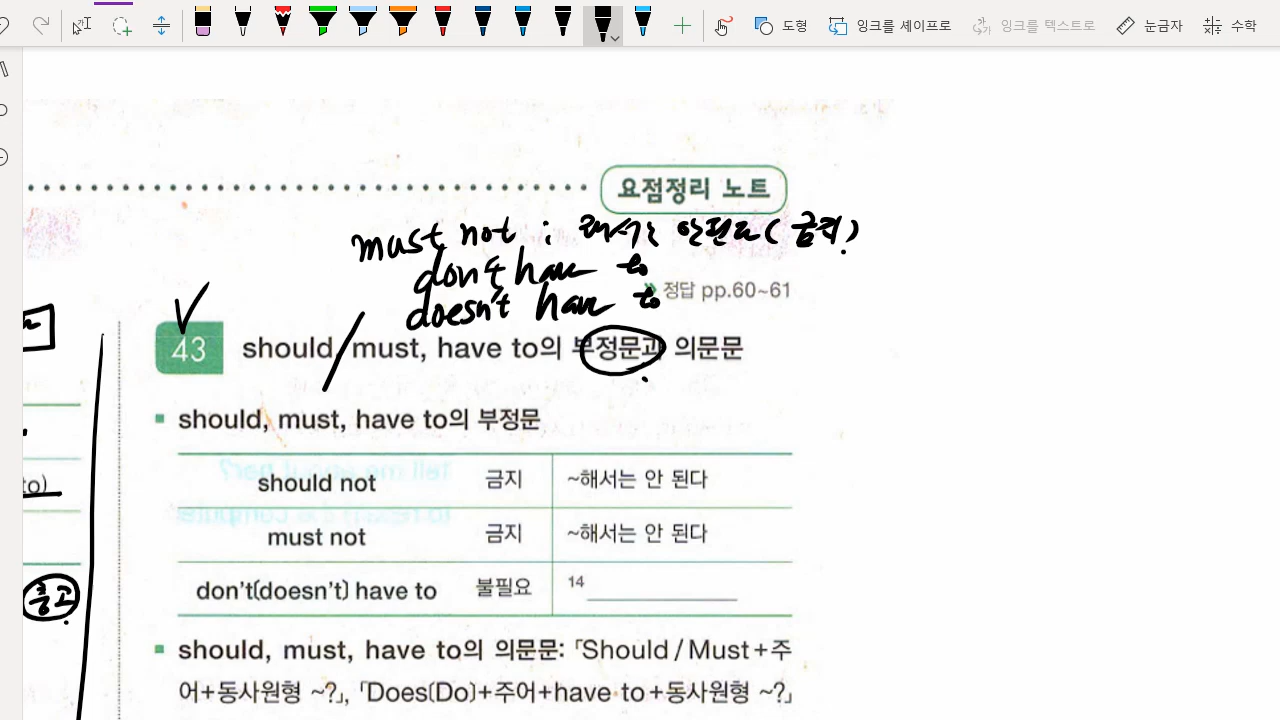 도형 잉크를 셰이프로 잉크를 텍스트로 눈금자 수학
요점정리 노트
must not : 해서는 안된다 (금지)
don't have to
doesn't have to
정답 pp.60~61
43 should, must, have to의 부정문과 의문문
should, must, have to의 부정문
should not 금지 ~해서는 안 된다
must not 금지 ~해서는 안 된다
to)
don't(doesn't) have to 불필요 14
충고
should, must, have to의 의문문: 「Should / Must+주
어+동사원형 ~?」, 「Does(Do)+주어+have to+동사원형 ~?」